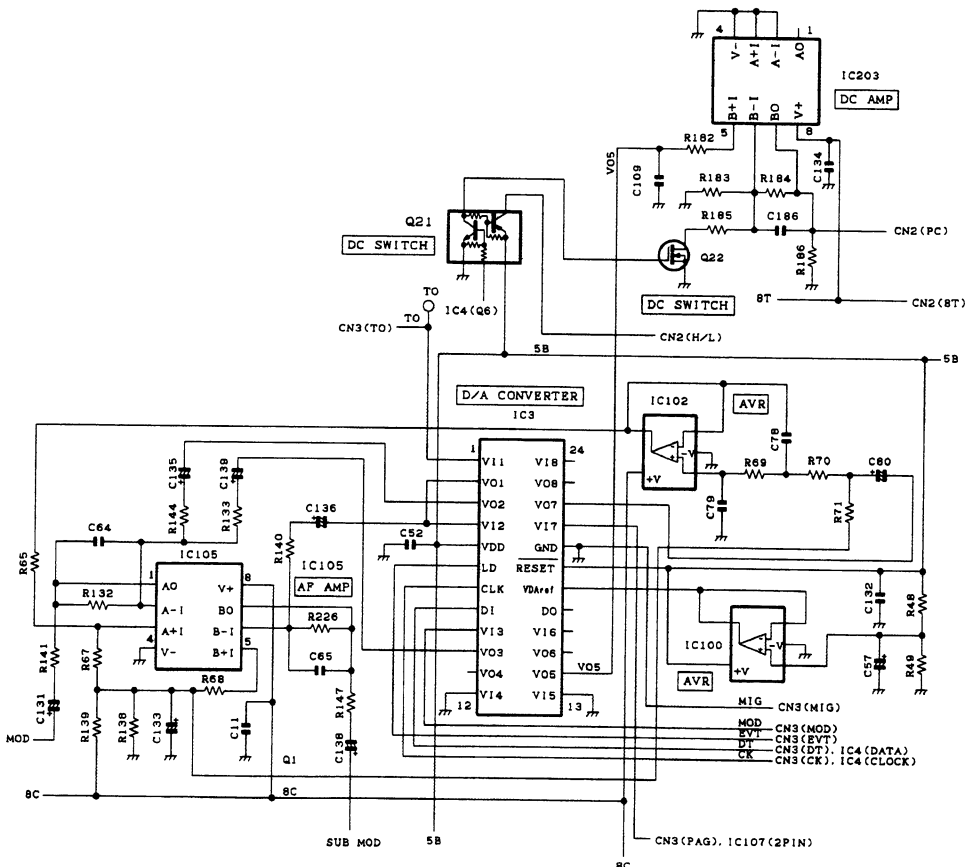 4 1
V- A+I A-I AO
IC203
DC AMP
B+I B-I BO V+
5 8
R182
VO5
C109
C134
R183 R184
R185 C186
Q21
DC SWITCH
Q22
R186
CN2(PC)
DC SWITCH
8T
CN2(8T)
TO
TO
IC4(Q6)
CN3(TO)
CN2(H/L)
5B
5B
D/A CONVERTER
IC3
IC102
AVR
1 24
VI1 VI8
VO1 VO8
VO2 VO7
VI2 VI7
VDD GND
LD RESET
CLK VDAref
DI DO
VI3 VI6
VO3 VO6
VO4 VO5
VI4 VI5
12 13
VO5
-V
+V
C78
R69 R70 C80
C79
R71
C135
C139
R144
R133
C136
C64
R140
C52
R65
IC105
IC105
AF AMP
1 8
AO V+
A-I BO
A+I B-I
V- B+I
4 5
R132
R226
C65
R141
R67
R68
R147
C131
R139
R138
C133
C11
C138
MOD
Q1
8C
8C
SUB MOD
5B
IC100
AVR
-V
+V
C132
R48
C57
R49
MIG
CN3(MIG)
MOD
CN3(MOD)
EVT
CN3(EVT)
DT
CN3(DT), IC4(DATA)
CK
CN3(CK), IC4(CLOCK)
CN3(PAG), IC107(2PIN)
8C